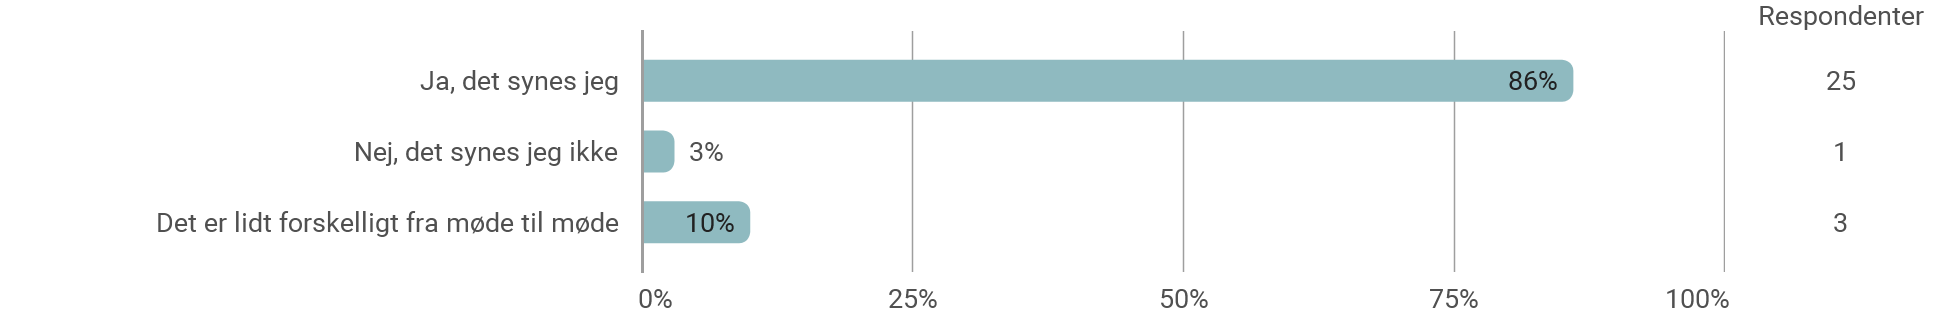 Respondenter
Ja, det synes jeg 86% 25
Nej, det synes jeg ikke 3% 1
Det er lidt forskelligt fra møde til møde 10% 3
0% 25% 50% 75% 100%